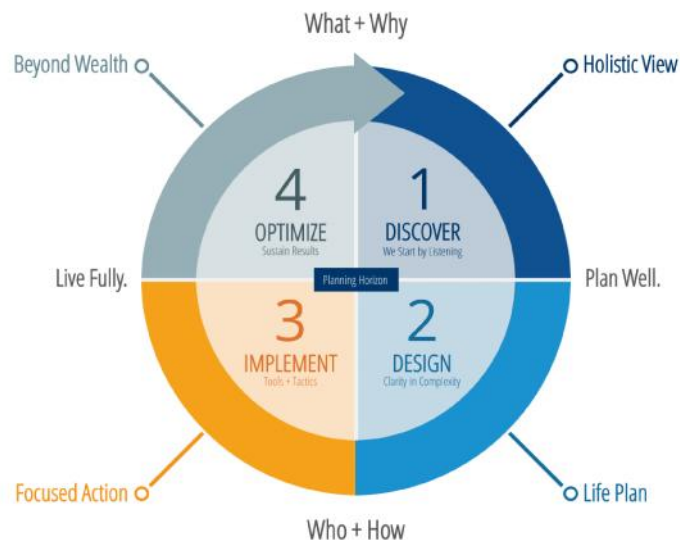 What + Why
Beyond Wealth
Holistic View
4
OPTIMIZE
Sustain Results
1
DISCOVER
We Start by Listening
Live Fully.
Planning Horizon
Plan Well.
3
IMPLEMENT
Tools + Tactics
2
DESIGN
Clarity in Complexity
Focused Action
Life Plan
Who + How